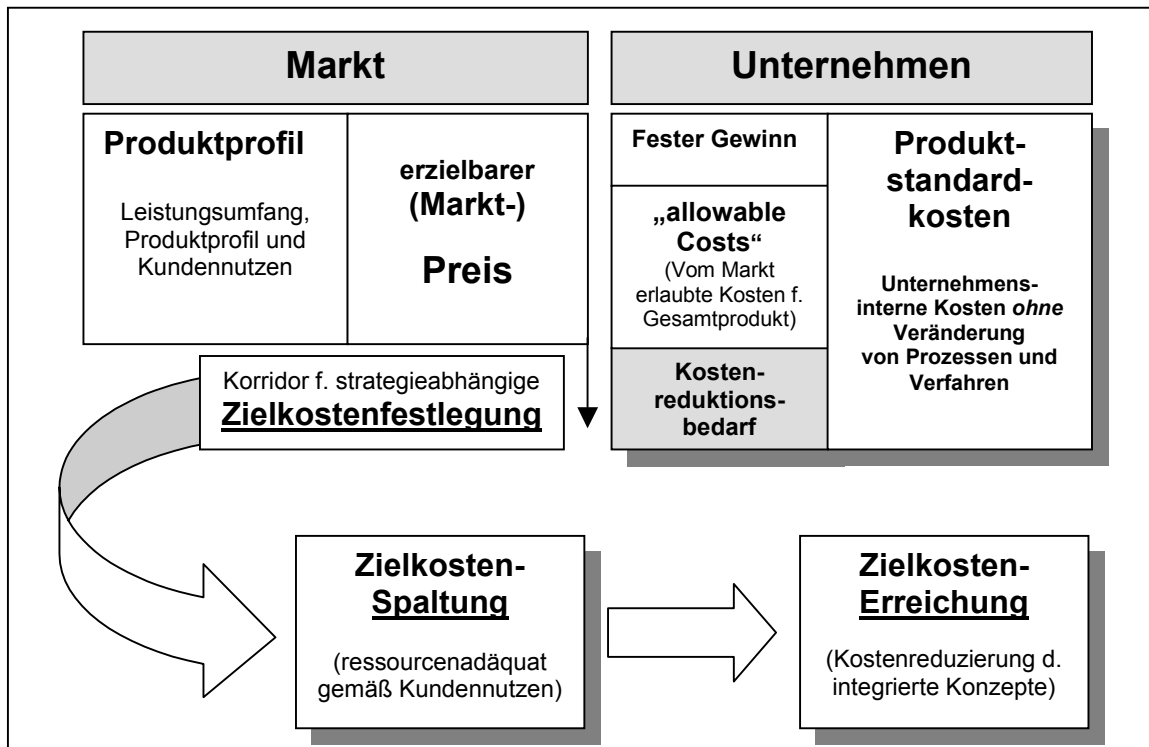 Markt
Unternehmen
Produktprofil
Leistungsumfang,
Produktprofil und
Kundennutzen
erzielbarer
(Markt-)
Preis
Fester Gewinn
„allowable
Costs“
(Vom Markt
erlaubte Kosten f.
Gesamtprodukt)
Kosten-
reduktions-
bedarf
Produkt-
standard-
kosten
Unternehmens-
interne Kosten ohne
Veränderung
von Prozessen und
Verfahren
Korridor f. strategieabhängige
Zielkostenfestlegung
Zielkosten-
Spaltung
(ressourcenadäquat
gemäß Kundennutzen)
Zielkosten-
Erreichung
(Kostenreduzierung d.
integrierte Konzepte)